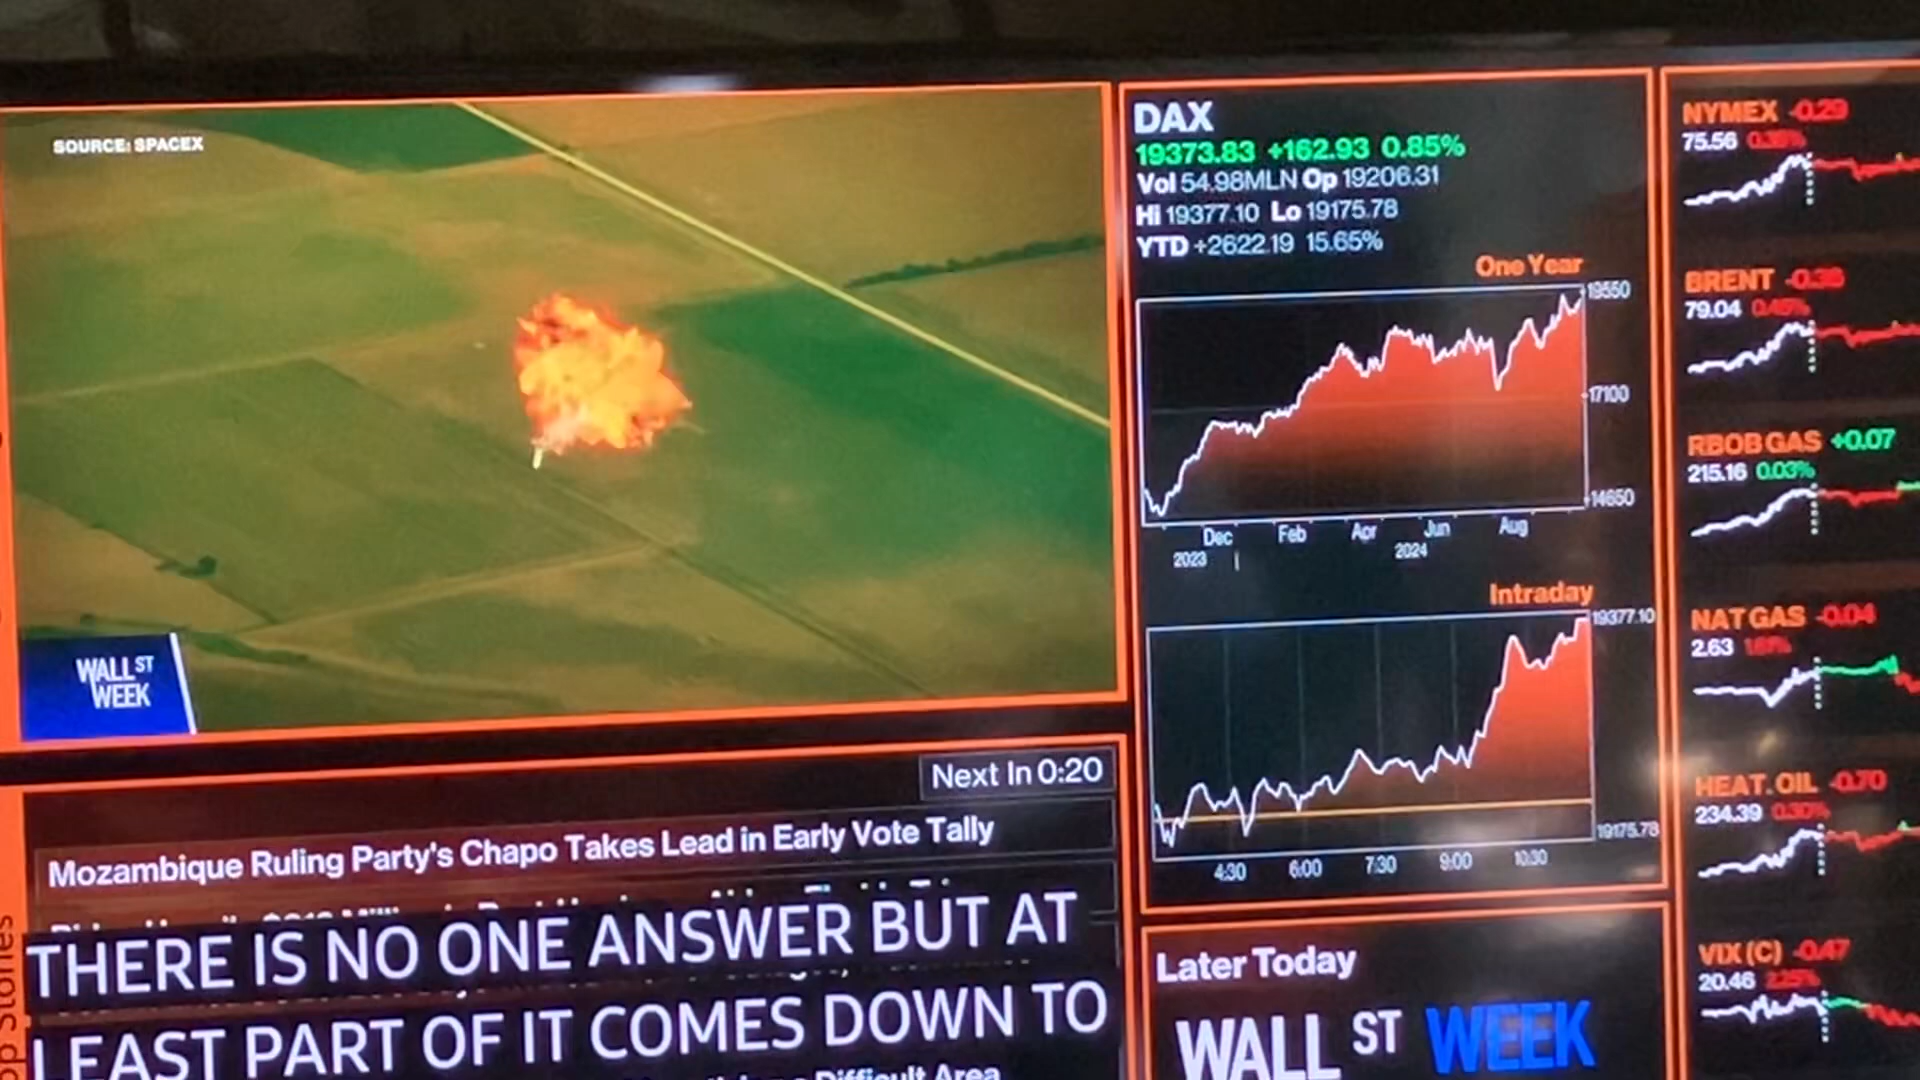 SOURCE: SPACEX
WALL ST
WEEK
Next In 0:20
Mozambique Ruling Party's Chapo Takes Lead in Early Vote Tally
THERE IS NO ONE ANSWER BUT AT
LEAST PART OF IT COMES DOWN TO
Difficult Area
Stories
DAX
19373.83 +162.93 0.85%
Vol 54.98MLN Op 19206.31
Hi 19377.10 Lo 19175.78
YTD +2622.19 15.65%
One Year
19550
17100
14650
Dec Feb Apr Jun Aug
2023 2024
Intraday
19377.10
19175.78
4:30 6:00 7:30 9:00 10:30
Later Today
WALL ST WEEK
NYMEX -0.29
75.56
BRENT
79.04
RBOB GAS +0.07
215.16 0.03%
NAT GAS -0.04
2.63
HEAT. OIL -0.70
234.39 0.30%
VIX (C) -0.47
20.46 2.25%